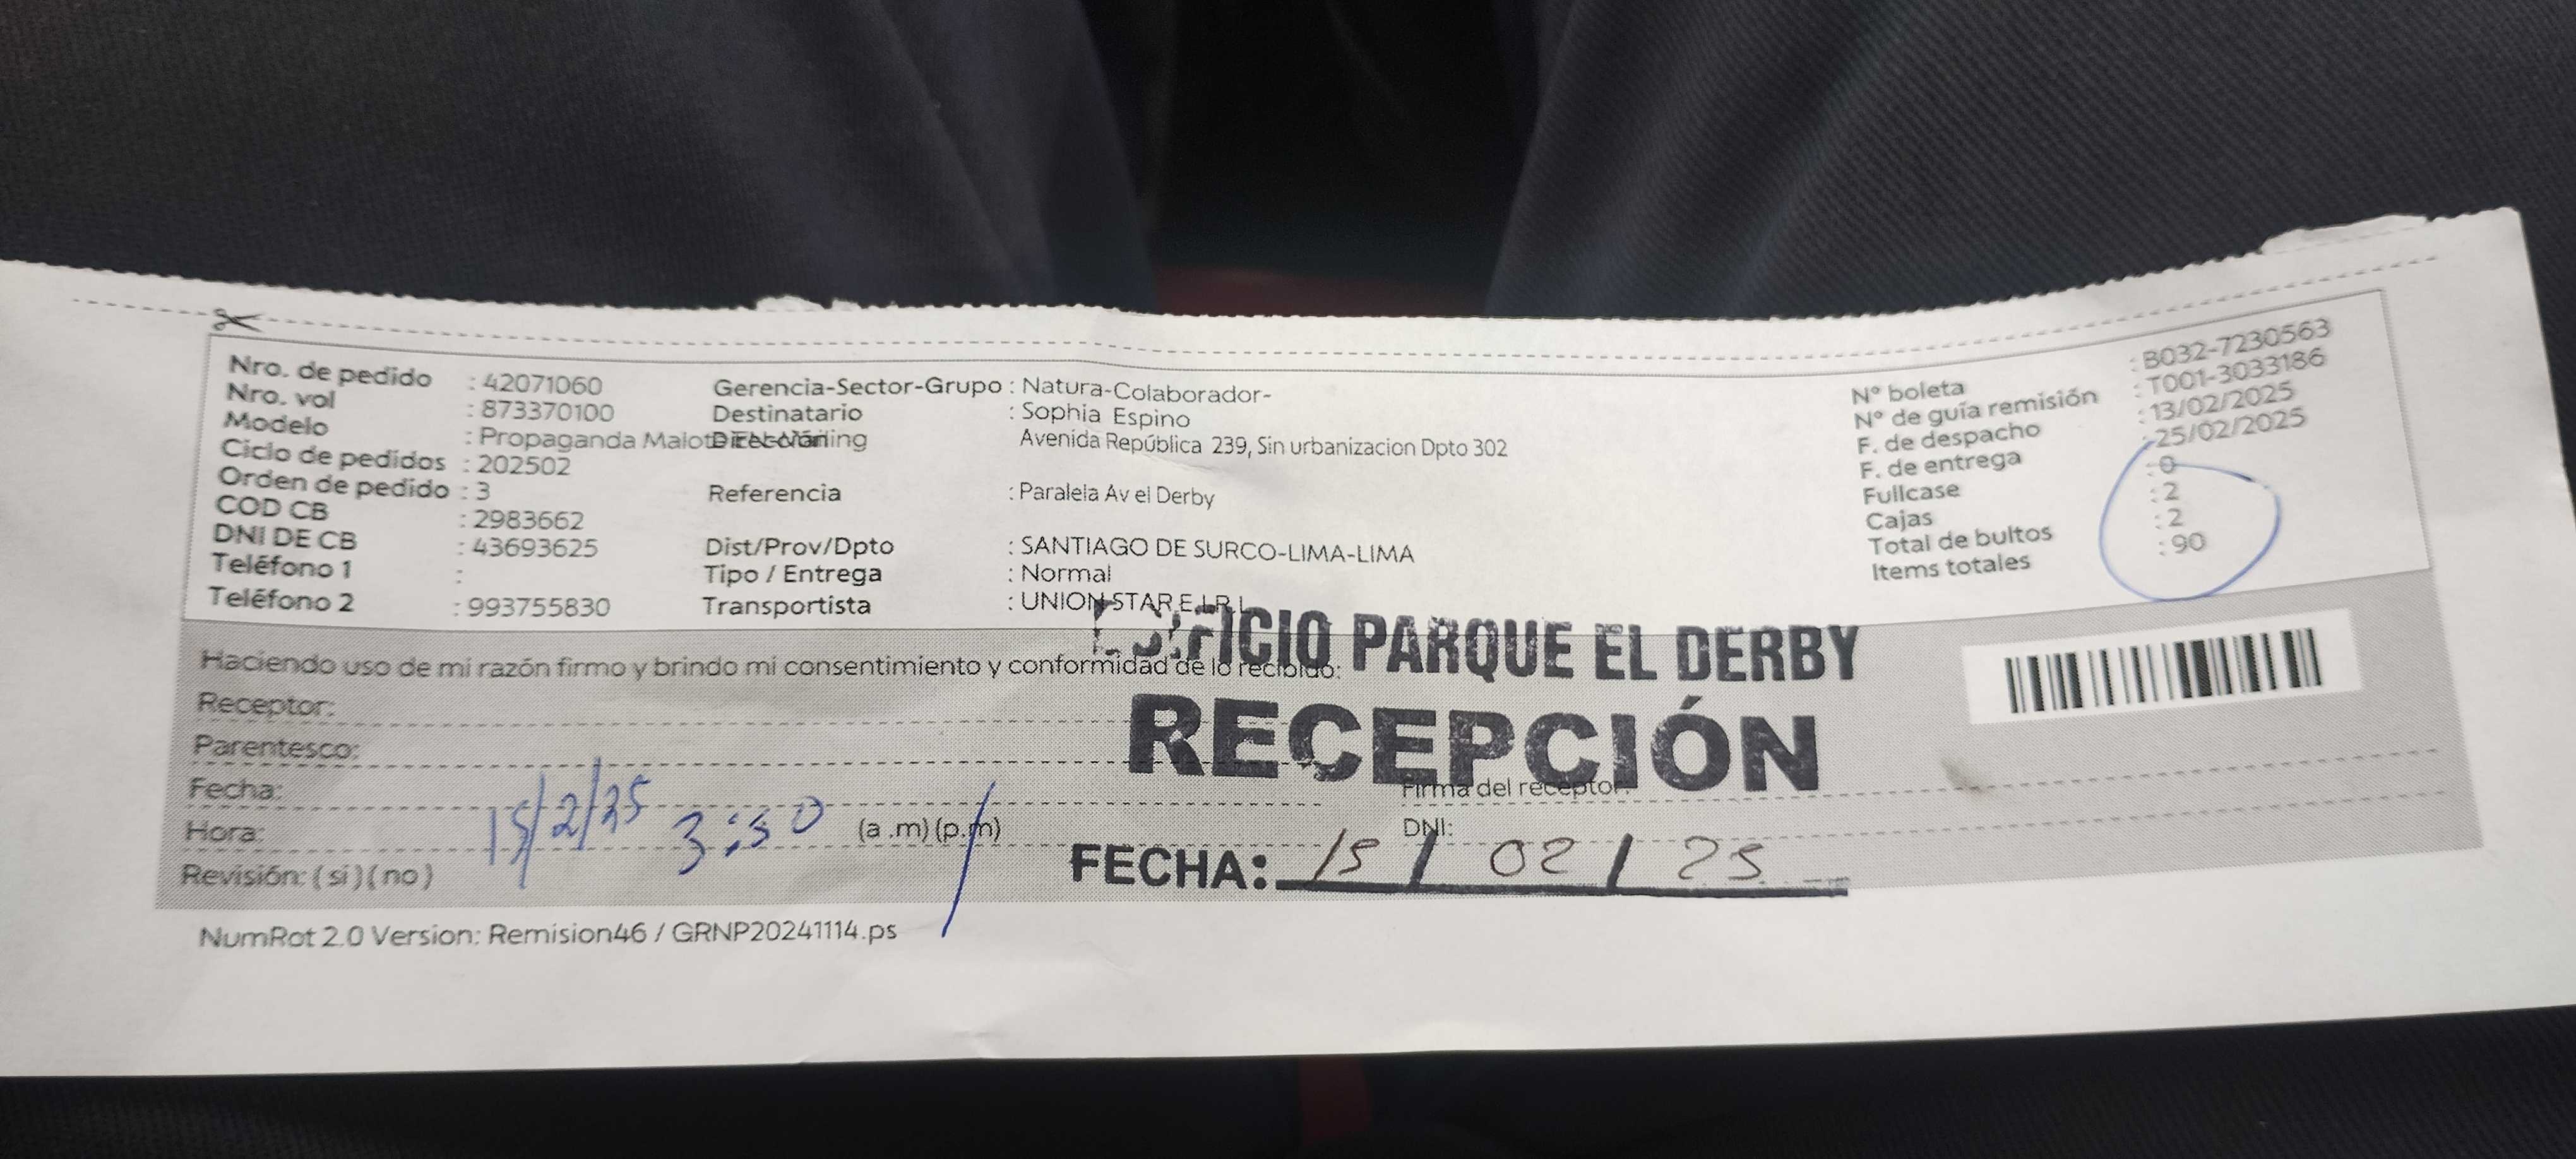 Nro. de pedido : 42071060
Nro. vol : 873370100
Modelo : Propaganda Malote FN-Mailing
Ciclo de pedidos : 202502
Orden de pedido : 3
COD CB : 2983662
DNI DE CB : 43693625
Teléfono 1 :
Teléfono 2 : 993755830
Gerencia-Sector-Grupo : Natura-Colaborador-
Destinatario : Sophia Espino
Dirección Avenida República 239, Sin urbanizacion Dpto 302
Referencia : Paralela Av el Derby
Dist/Prov/Dpto : SANTIAGO DE SURCO-LIMA-LIMA
Tipo / Entrega : Normal
Transportista : UNION STAR E.I.R.L
N° boleta : B032-7230563
N° de guía remisión : T001-3033186
F. de despacho : 13/02/2025
F. de entrega : 25/02/2025
Fullcase : 0
Cajas : 2
Total de bultos : 2
Items totales : 90
EDIFICIO PARQUE EL DERBY
Haciendo uso de mi razón firmo y brindo mi consentimiento y conformidad de lo recibido:
RECEPCIÓN
Receptor:
Parentesco:
Fecha: 15/2/25
Hora: 3:30 (a .m) (p.m)
Revisión: ( si ) ( no )
Firma del receptor:
DNI:
FECHA: 15 / 02 / 25
NumRot 2.0 Version: Remision46 / GRNP20241114.ps